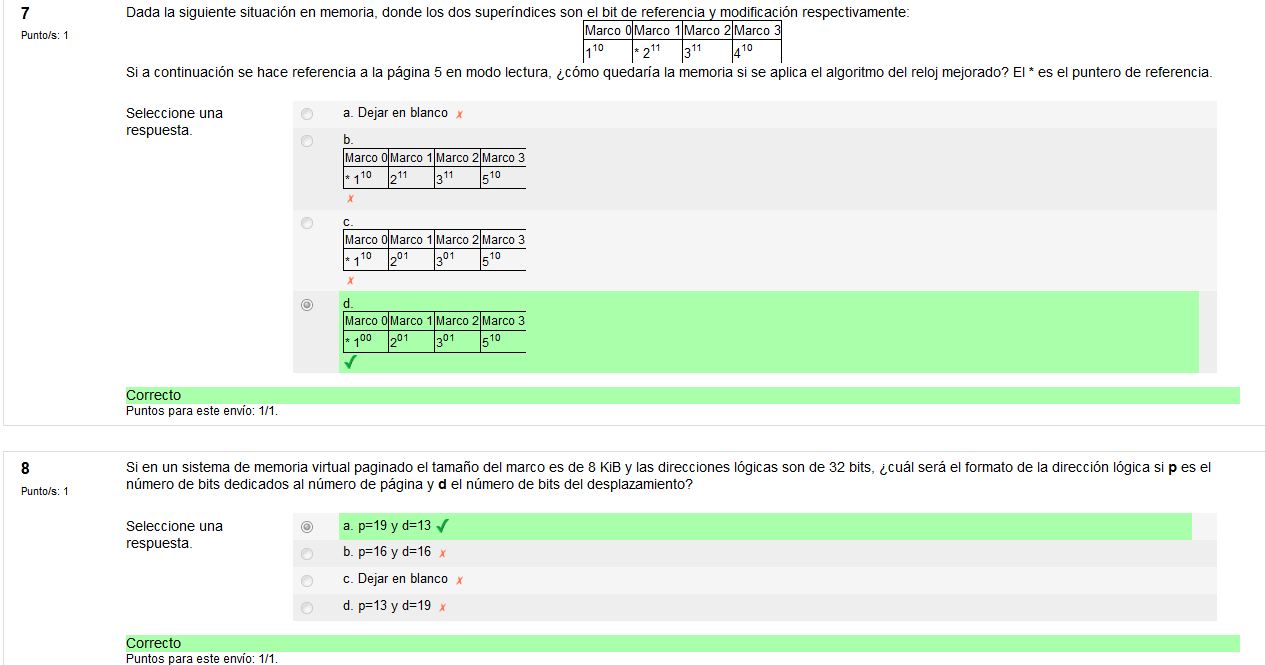 7
Punto/s: 1
Dada la siguiente situación en memoria, donde los dos superíndices son el bit de referencia y modificación respectivamente:
Marco 0 Marco 1 Marco 2 Marco 3
1^10 * 2^11 3^11 4^10
Si a continuación se hace referencia a la página 5 en modo lectura, ¿cómo quedaría la memoria si se aplica el algoritmo del reloj mejorado? El * es el puntero de referencia.
Seleccione una
respuesta.
a. Dejar en blanco ✗
b.
Marco 0 Marco 1 Marco 2 Marco 3
* 1^10 2^11 3^11 5^10
✗
c.
Marco 0 Marco 1 Marco 2 Marco 3
* 1^10 2^01 3^01 5^10
✗
d.
Marco 0 Marco 1 Marco 2 Marco 3
* 1^00 2^01 3^01 5^10
✓
Correcto
Puntos para este envío: 1/1.
8
Punto/s: 1
Si en un sistema de memoria virtual paginado el tamaño del marco es de 8 KiB y las direcciones lógicas son de 32 bits, ¿cuál será el formato de la dirección lógica si p es el
número de bits dedicados al número de página y d el número de bits del desplazamiento?
Seleccione una
respuesta.
a. p=19 y d=13 ✓
b. p=16 y d=16 ✗
c. Dejar en blanco ✗
d. p=13 y d=19 ✗
Correcto
Puntos para este envío: 1/1.